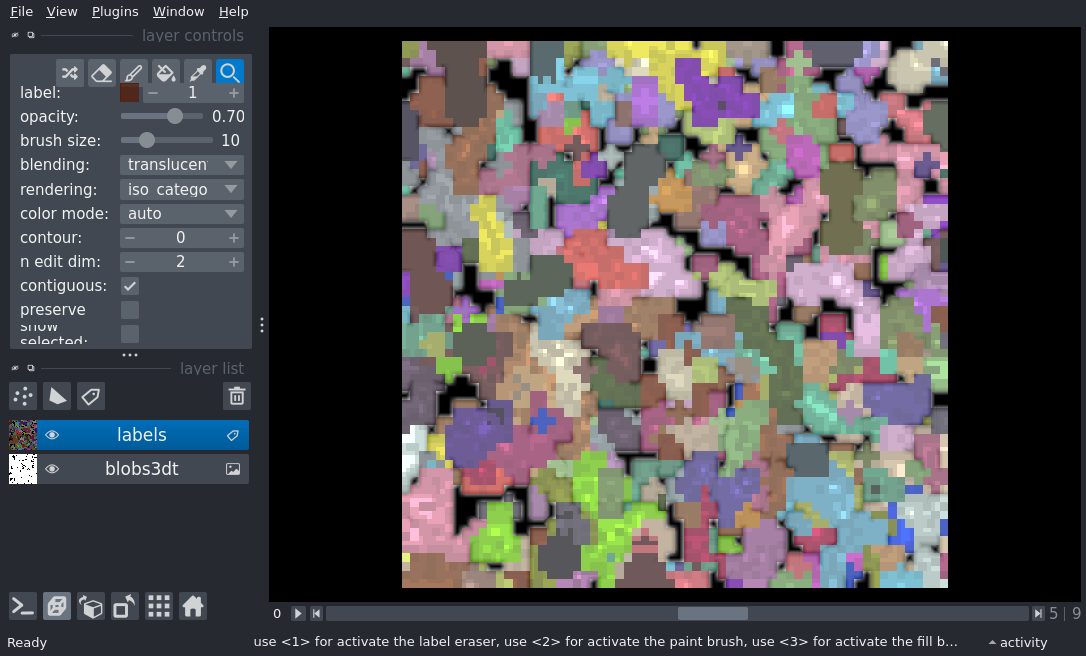 File View Plugins Window Help
layer controls
label: 1
opacity: 0.70
brush size: 10
blending: translucen
rendering: iso catego
color mode: auto
contour: 0
n edit dim: 2
contiguous:
preserve
show
selected:
layer list
labels
blobs3dt
0 5 | 9
Ready use <1> for activate the label eraser, use <2> for activate the paint brush, use <3> for activate the fill b... activity